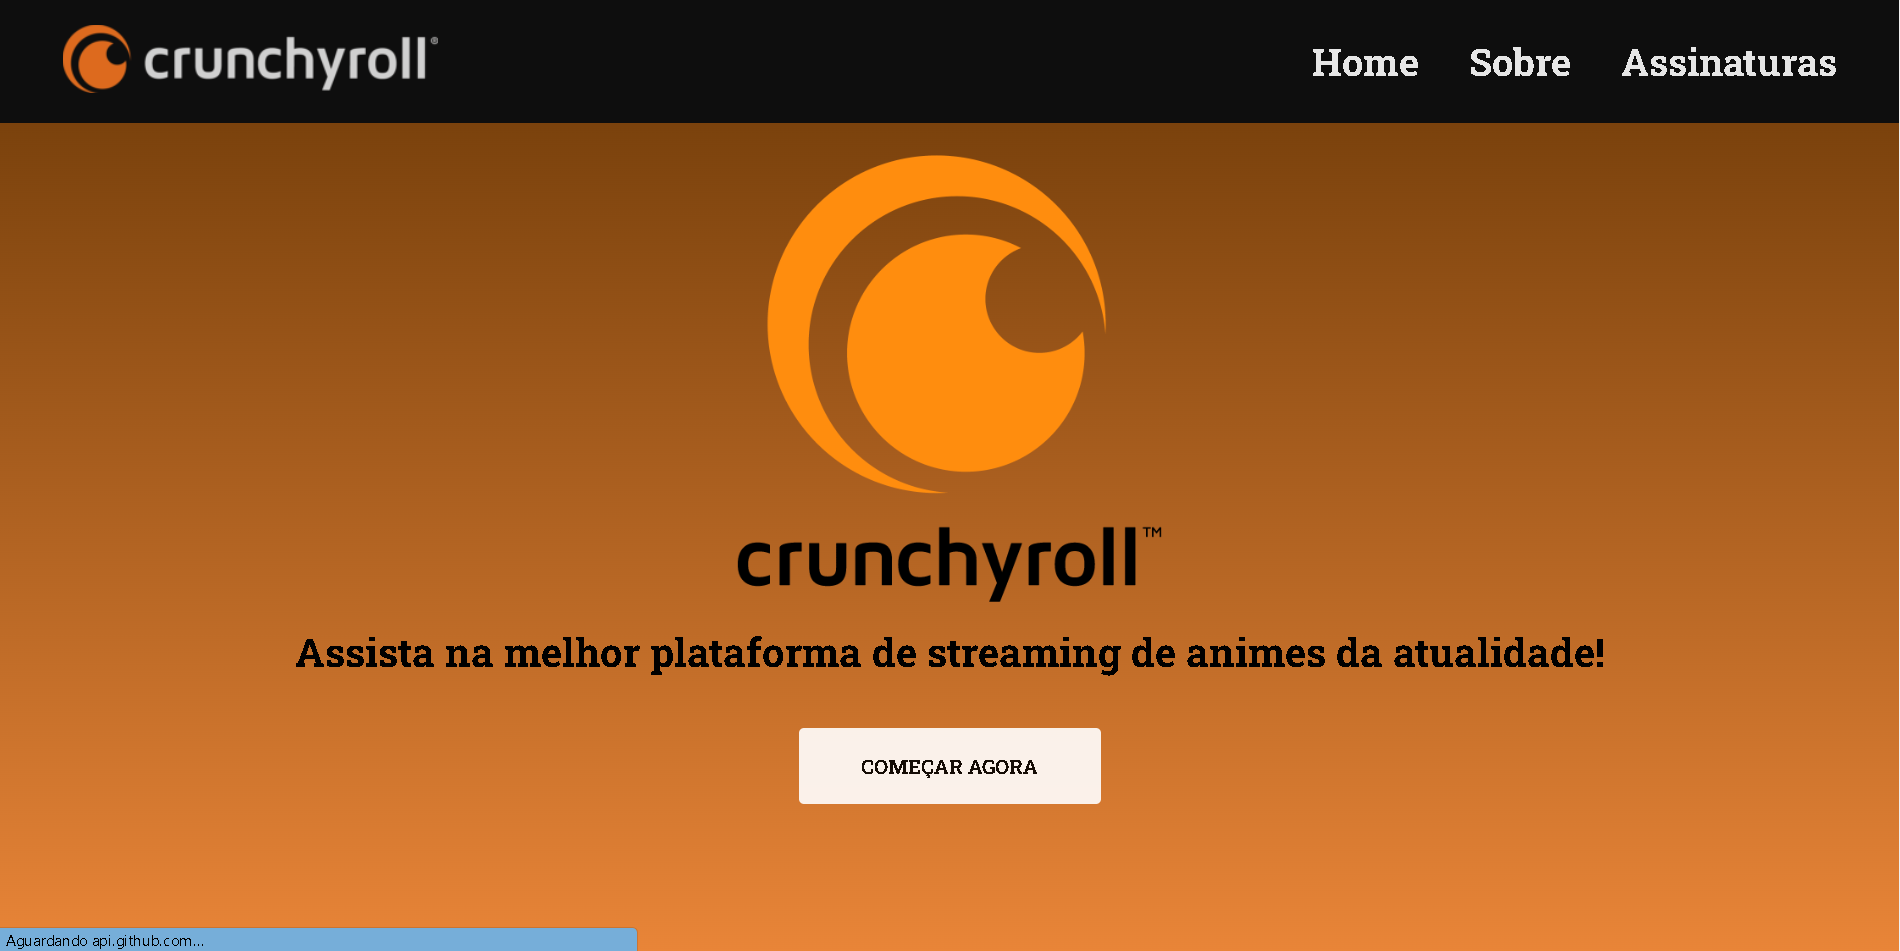 crunchyroll®
Home Sobre Assinaturas
crunchyroll™
Assista na melhor plataforma de streaming de animes da atualidade!
COMEÇAR AGORA
Aguardando api.github.com...